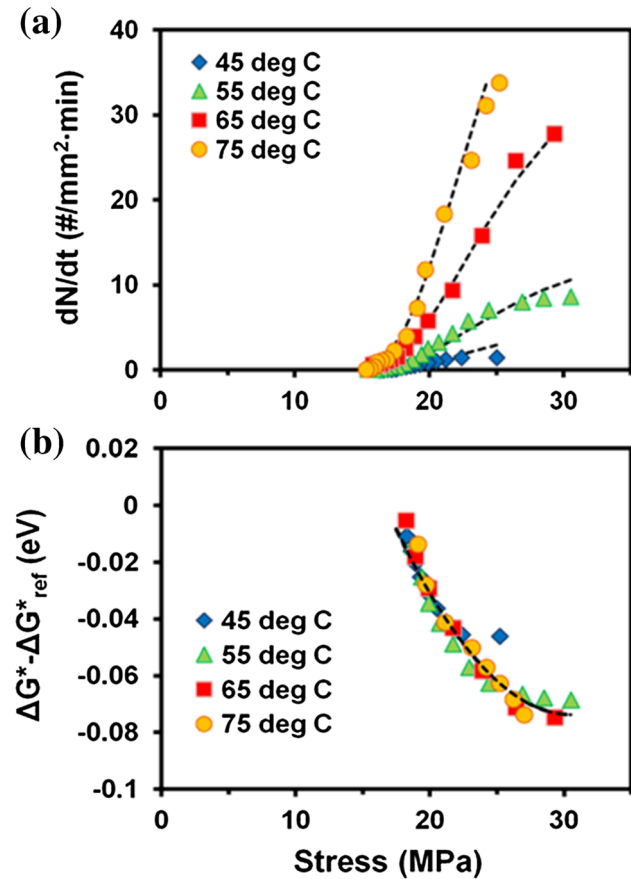 (a)
40
45 deg C
55 deg C
30
65 deg C
75 deg C
20
10
0
dN/dt (#/mm²·min)
0 10 20 30
(b)
0.02
0
-0.02
-0.04
-0.06
-0.08
-0.1
ΔG*-ΔG*ref (eV)
45 deg C
55 deg C
65 deg C
75 deg C
0 10 20 30
Stress (MPa)